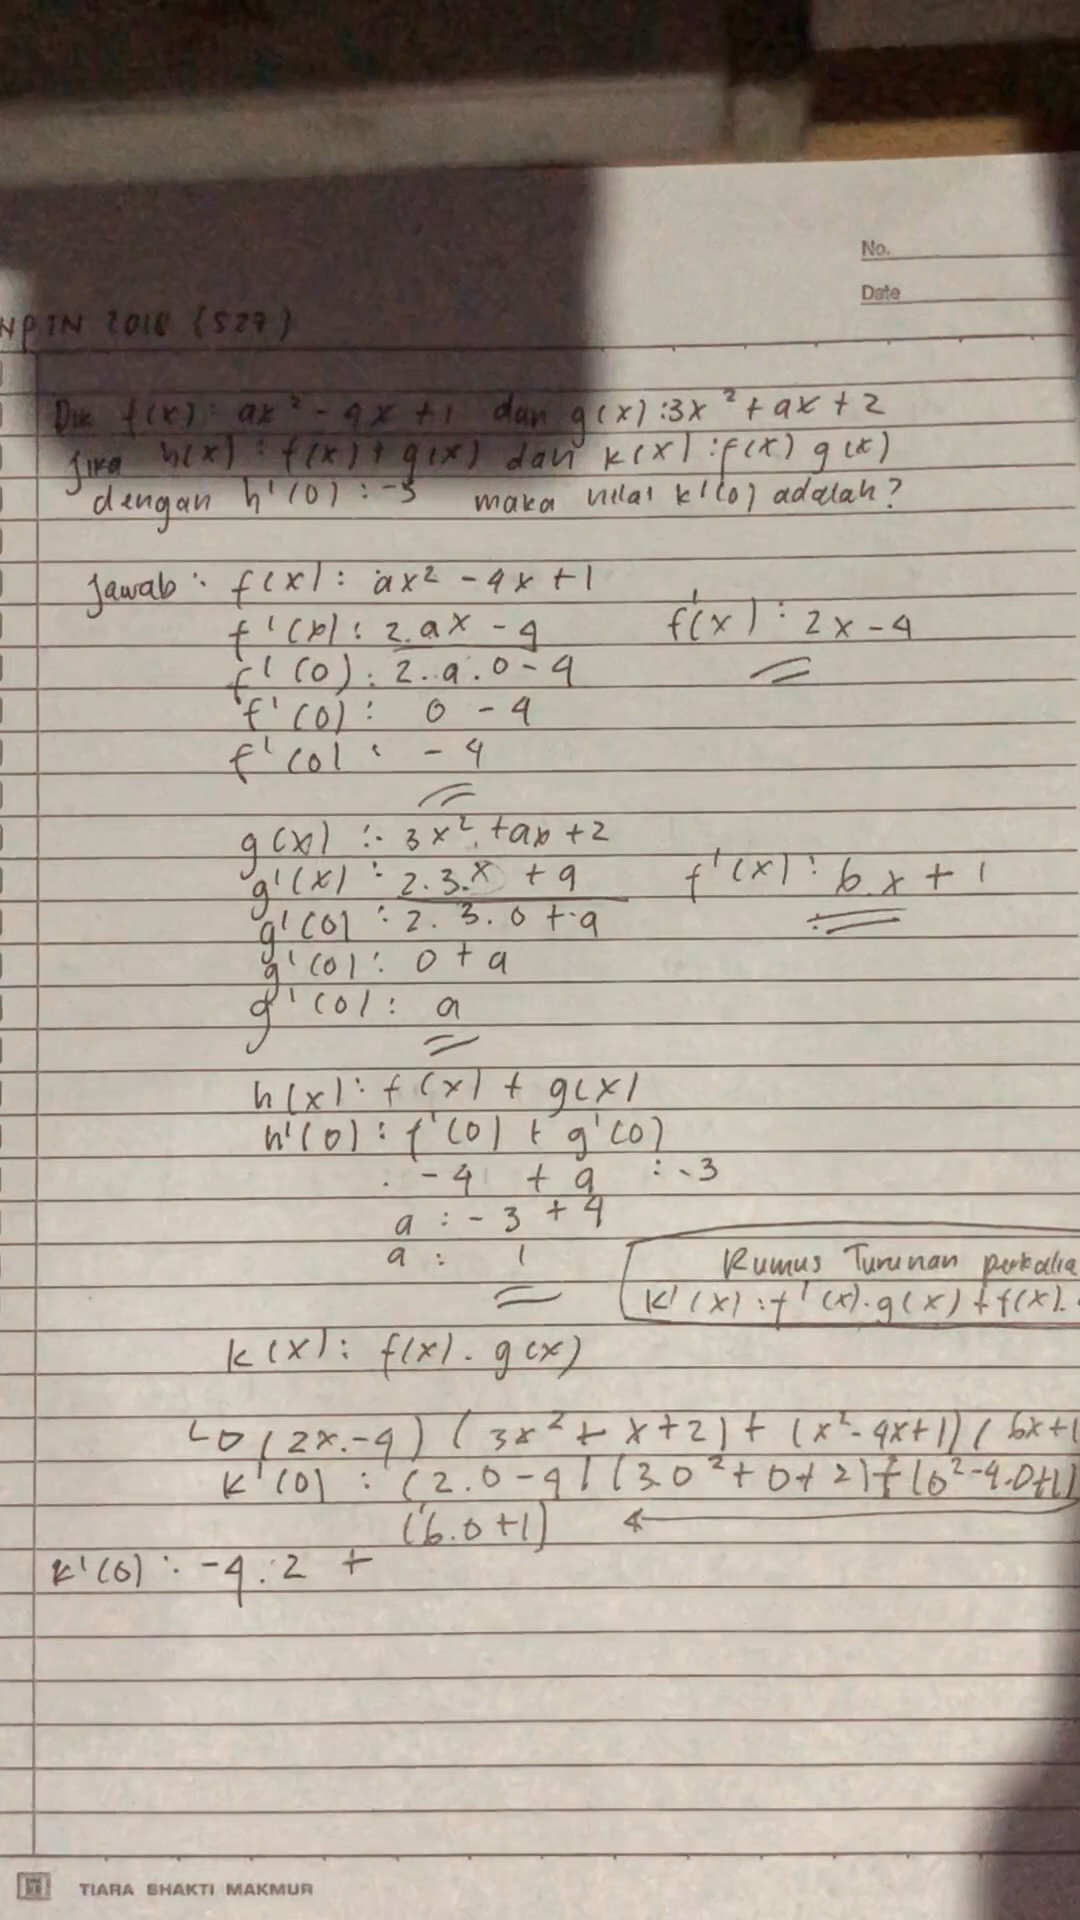 No.
Date
NPTN 2018 (527)
Dik f(x) : ax² - 4x + 1 dan g(x) : 3x² + ax + 2
Jika h(x) : f(x) + g(x) dan k(x) : f(x) g(x)
dengan h'(0) : -3 maka nilai k'(0) adalah?
Jawab : f(x) : ax² - 4x + 1
f'(x) : 2.ax - 4 f'(x) : 2x - 4
f'(0) : 2.a.0 - 4
f'(0) : 0 - 4
f'(0) : - 4
g(x) : 3x² + ax + 2
g'(x) : 2.3.x + a f'(x) : 6x + 1
g'(0) : 2.3.0 + a
g'(0) : 0 + a
g'(0) : a
h(x) : f(x) + g(x)
h'(0) : f'(0) + g'(0)
: -4 + a : -3
a : -3 + 4
a : 1
Rumus Turunan perkalia
k'(x) : f'(x).g(x) + f(x).
k(x) : f(x) . g(x)
(2x-4) (3x² + x + 2) + (x² - 4x + 1) (6x+1
k'(0) : (2.0-4) (3.0² + 0 + 2) + (0² - 4.0+1)
(6.0+1)
k'(0) : -4.2 +
TIARA BHAKTI MAKMUR